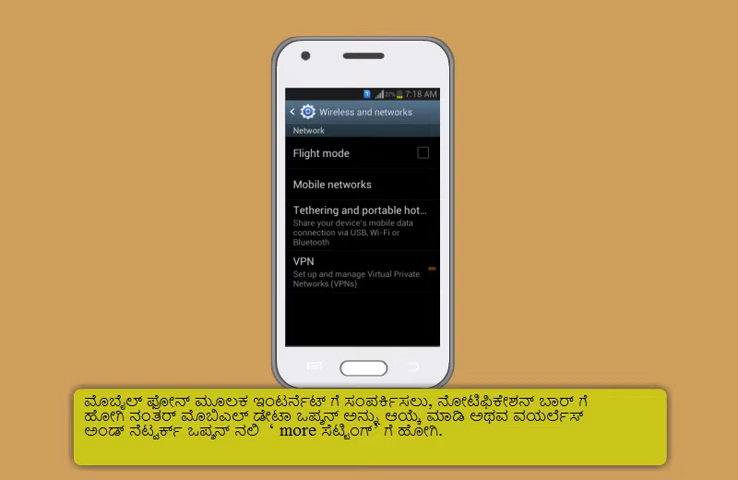 7:18 AM
Wireless and networks
Network
Flight mode
Mobile networks
Tethering and portable hot...
Share your device's mobile data
connection via USB, Wi-Fi or
Bluetooth
VPN
Set up and manage Virtual Private
Networks (VPNs)
ಮೊಬೈಲ್ ಫೋನ್ ಮೂಲಕ ಇಂಟರ್ನೆಟ್ ಗೆ ಸಂಪರ್ಕಿಸಲು, ನೋಟಿಫಿಕೇಶನ್ ಬಾರ್ ಗೆ
ಹೋಗಿ ನಂತರ್ ಮೊಬಿಎಲ್ ಡೇಟಾ ಒಪ್ಶನ್ ಅನ್ನು ಆಯ್ಕೆ ಮಾಡಿ ಅಥವ ವಯರ್ಲೆಸ್
ಅಂಡ್ ನೆಟ್ವರ್ಕ್ ಒಪ್ಶನ್ ನಲಿ ‘ more ಸೆಟ್ಟಿಂಗ್’ ಗೆ ಹೋಗಿ.